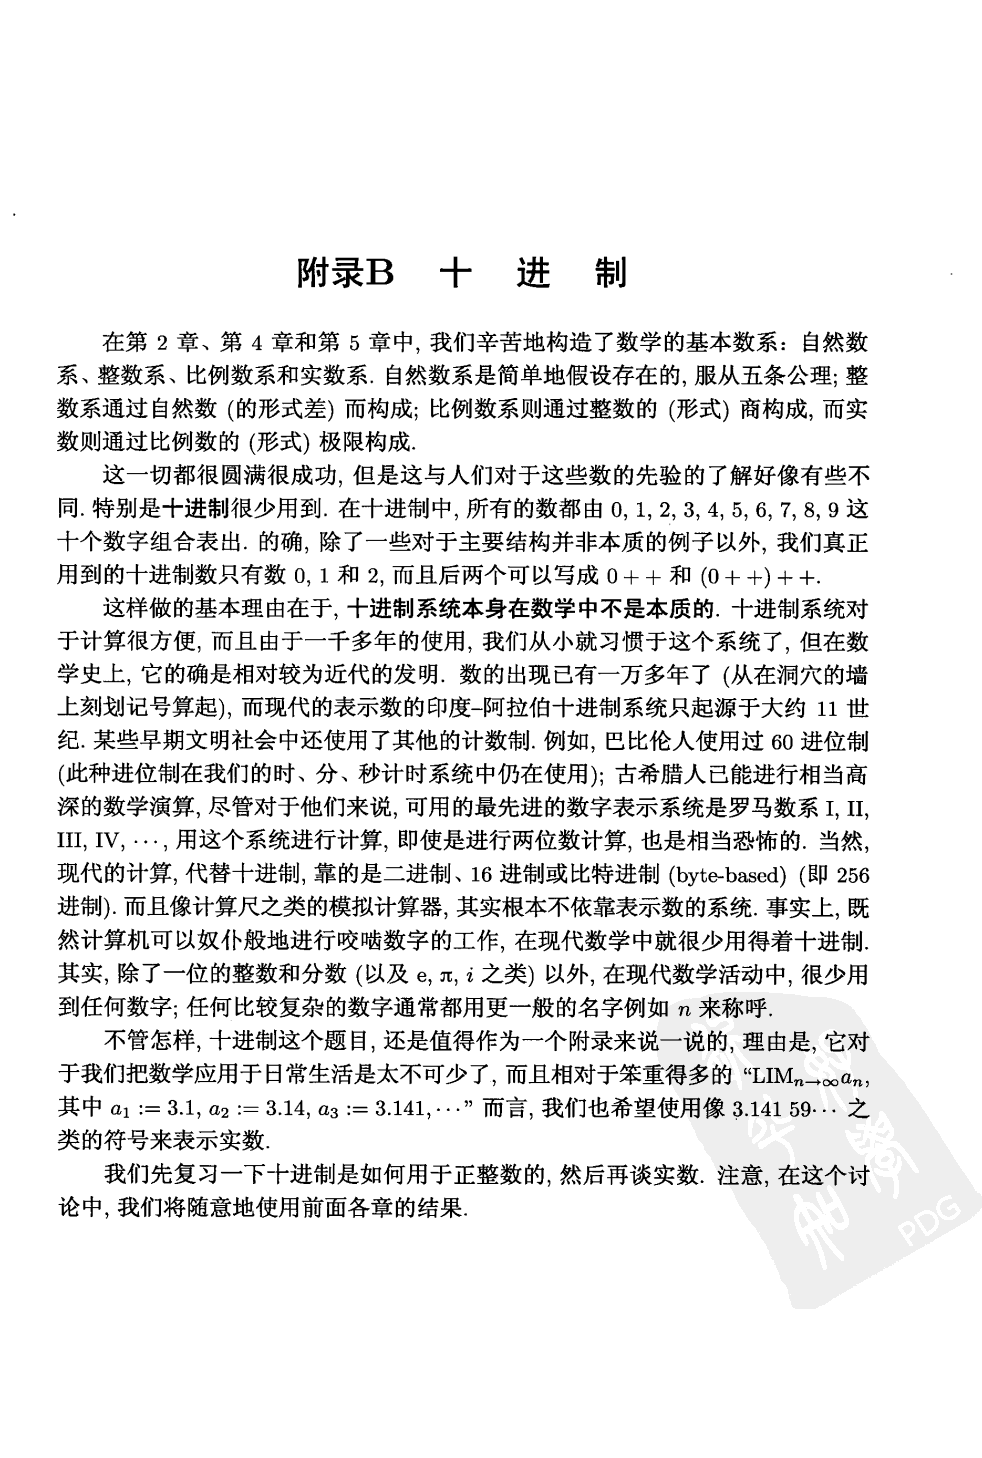 附录B 十 进 制
在第 2 章、第 4 章和第 5 章中, 我们辛苦地构造了数学的基本数系：自然数
系、整数系、比例数系和实数系. 自然数系是简单地假设存在的, 服从五条公理; 整
数系通过自然数 (的形式差) 而构成; 比例数系则通过整数的 (形式) 商构成, 而实
数则通过比例数的 (形式) 极限构成.
这一切都很圆满很成功, 但是这与人们对于这些数的先验的了解好像有些不
同. 特别是十进制很少用到. 在十进制中, 所有的数都由 0, 1, 2, 3, 4, 5, 6, 7, 8, 9 这
十个数字组合表出. 的确, 除了一些对于主要结构并非本质的例子以外, 我们真正
用到的十进制数只有数 0, 1 和 2, 而且后两个可以写成 0 + + 和 (0 + +) + +.
这样做的基本理由在于, 十进制系统本身在数学中不是本质的. 十进制系统对
于计算很方便, 而且由于一千多年的使用, 我们从小就习惯于这个系统了, 但在数
学史上, 它的确是相对较为近代的发明. 数的出现已有一万多年了 (从在洞穴的墙
上刻划记号算起), 而现代的表示数的印度–阿拉伯十进制系统只起源于大约 11 世
纪. 某些早期文明社会中还使用了其他的计数制. 例如, 巴比伦人使用过 60 进位制
(此种进位制在我们的时、分、秒计时系统中仍在使用); 古希腊人已能进行相当高
深的数学演算, 尽管对于他们来说, 可用的最先进的数字表示系统是罗马数系 I, II,
III, IV, ⋯, 用这个系统进行计算, 即使是进行两位数计算, 也是相当恐怖的. 当然,
现代的计算, 代替十进制, 靠的是二进制、16 进制或比特进制 (byte-based) (即 256
进制). 而且像计算尺之类的模拟计算器, 其实根本不依靠表示数的系统. 事实上, 既
然计算机可以奴仆般地进行咬啮数字的工作, 在现代数学中就很少用得着十进制.
其实, 除了一位的整数和分数 (以及 e, π, i 之类) 以外, 在现代数学活动中, 很少用
到任何数字; 任何比较复杂的数字通常都用更一般的名字例如 n 来称呼.
不管怎样, 十进制这个题目, 还是值得作为一个附录来说一说的, 理由是, 它对
于我们把数学应用于日常生活是太不可少了, 而且相对于笨重得多的 “LIMₙ→∞aₙ,
其中 a₁ := 3.1, a₂ := 3.14, a₃ := 3.141, ⋯” 而言, 我们也希望使用像 3.141 59⋯ 之
类的符号来表示实数.
我们先复习一下十进制是如何用于正整数的, 然后再谈实数. 注意, 在这个讨
论中, 我们将随意地使用前面各章的结果.
PDG